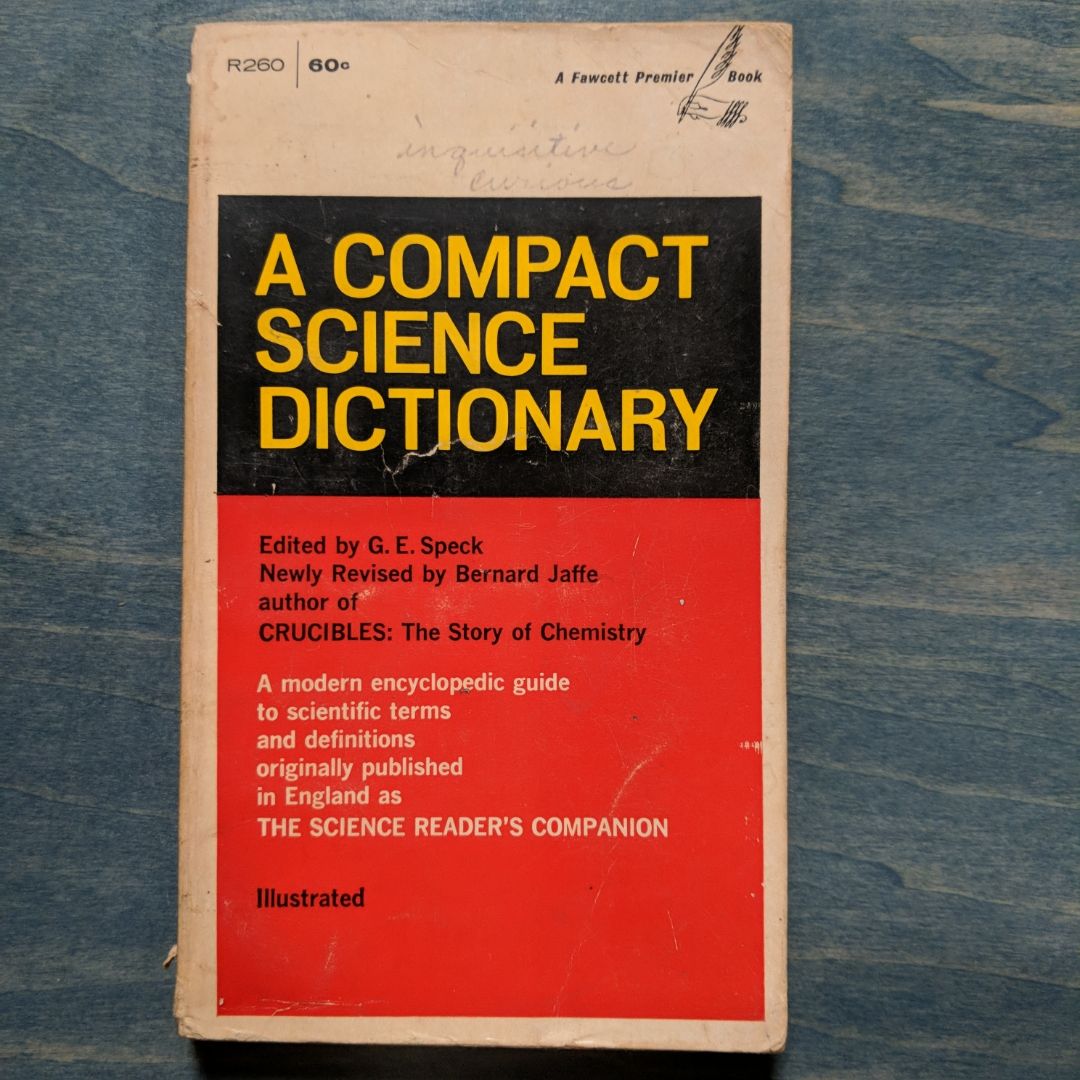 R260 60c
A Fawcett Premier Book
inquisitive
curious
A COMPACT
SCIENCE
DICTIONARY
Edited by G. E. Speck
Newly Revised by Bernard Jaffe
author of
CRUCIBLES: The Story of Chemistry
A modern encyclopedic guide
to scientific terms
and definitions
originally published
in England as
THE SCIENCE READER'S COMPANION
Illustrated